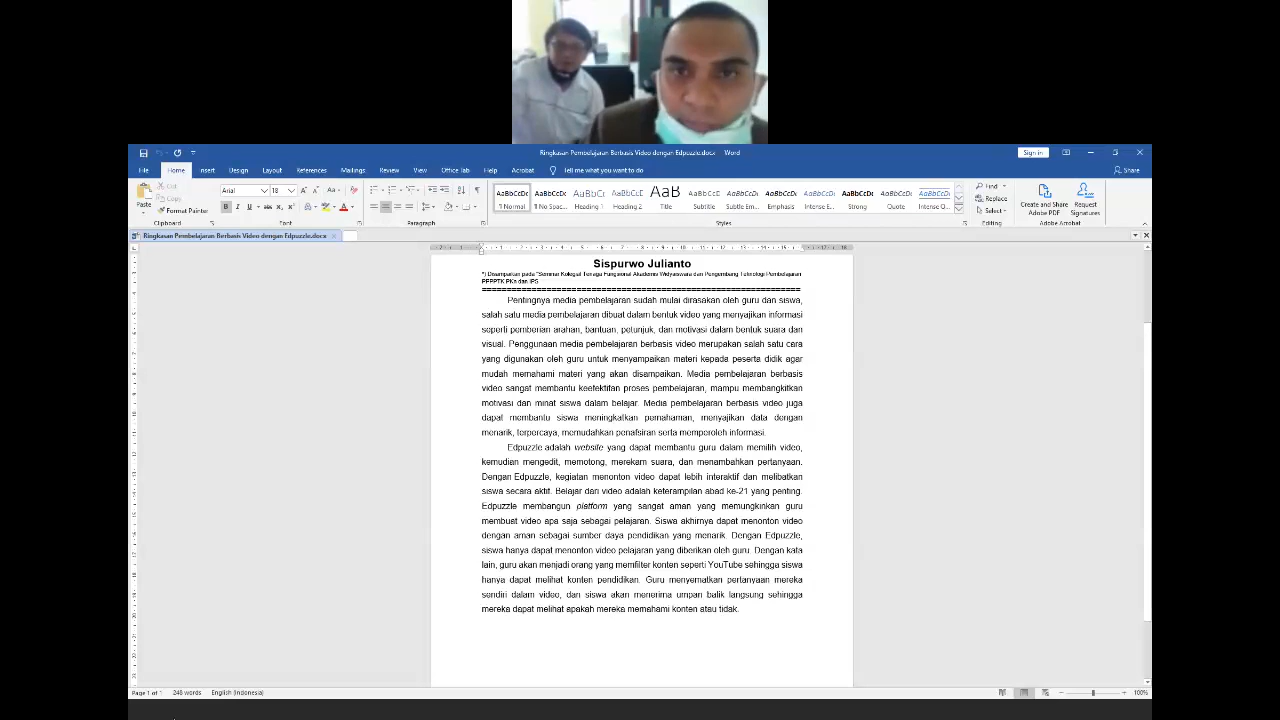 Ringkasan Pembelajaran Berbasis Video dengan Edpuzzle.docx - Word
Sign in
File Home Insert Design Layout References Mailings Review View Office Tab Help Acrobat Tell me what you want to do Share
Cut
Copy
Paste
Format Painter
Clipboard
Arial 18
Paragraph
AaBbCcDc AaBbCcDc AaBbCc AaBbCcD AaB AaBbCcD AaBbCcDt AaBbCcDt AaBbCcDt AaBbCcDc AaBbCcDt AaBbCcDt
¶ Normal ¶ No Spac... Heading 1 Heading 2 Title Subtitle Subtle Em... Emphasis Intense E... Strong Quote Intense Q...
Styles
Find
Replace
Select
Editing
Create and Share Adobe PDF
Request Signatures
Adobe Acrobat
Ringkasan Pembelajaran Berbasis Video dengan Edpuzzle.docx
Sispurwo Julianto
*) Disampaikan pada "Seminar Kolegial Tenaga Fungsional Akademis Widyaiswara dan Pengembang Teknologi Pembelajaran
PPPPTK PKn dan IPS
Pentingnya media pembelajaran sudah mulai dirasakan oleh guru dan siswa,
salah satu media pembelajaran dibuat dalam bentuk video yang menyajikan informasi
seperti pemberian arahan, bantuan, petunjuk, dan motivasi dalam bentuk suara dan
visual. Penggunaan media pembelajaran berbasis video merupakan salah satu cara
yang digunakan oleh guru untuk menyampaikan materi kepada peserta didik agar
mudah memahami materi yang akan disampaikan. Media pembelajaran berbasis
video sangat membantu keefektifan proses pembelajaran, mampu membangkitkan
motivasi dan minat siswa dalam belajar. Media pembelajaran berbasis video juga
dapat membantu siswa meningkatkan pemahaman, menyajikan data dengan
menarik, terpercaya, memudahkan penafsiran serta memperoleh informasi.
Edpuzzle adalah website yang dapat membantu guru dalam memilih video,
kemudian mengedit, memotong, merekam suara, dan menambahkan pertanyaan.
Dengan Edpuzzle, kegiatan menonton video dapat lebih interaktif dan melibatkan
siswa secara aktif. Belajar dari video adalah keterampilan abad ke-21 yang penting.
Edpuzzle membangun platform yang sangat aman yang memungkinkan guru
membuat video apa saja sebagai pelajaran. Siswa akhirnya dapat menonton video
dengan aman sebagai sumber daya pendidikan yang menarik. Dengan Edpuzzle,
siswa hanya dapat menonton video pelajaran yang diberikan oleh guru. Dengan kata
lain, guru akan menjadi orang yang memfilter konten seperti YouTube sehingga siswa
hanya dapat melihat konten pendidikan. Guru menyematkan pertanyaan mereka
sendiri dalam video, dan siswa akan menerima umpan balik langsung sehingga
mereka dapat melihat apakah mereka memahami konten atau tidak.
Page 1 of 1 248 words English (Indonesia) 100%